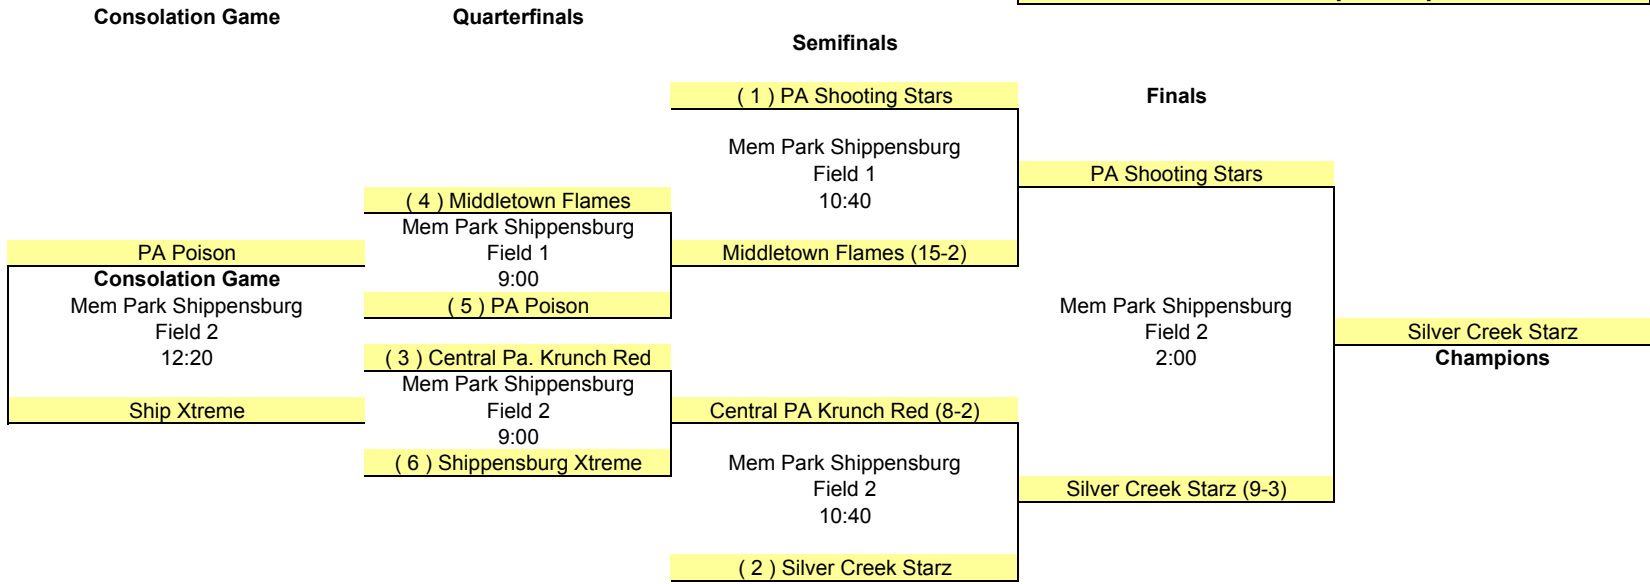 Consolation Game
Quarterfinals
Semifinals
( 1 ) PA Shooting Stars
Finals
Mem Park Shippensburg
Field 1
10:40
PA Shooting Stars
( 4 ) Middletown Flames
Mem Park Shippensburg
Field 1
9:00
( 5 ) PA Poison
Middletown Flames (15-2)
PA Poison
Consolation Game
Mem Park Shippensburg
Field 2
12:20
Ship Xtreme
( 3 ) Central Pa. Krunch Red
Mem Park Shippensburg
Field 2
9:00
( 6 ) Shippensburg Xtreme
Central PA Krunch Red (8-2)
Mem Park Shippensburg
Field 2
10:40
( 2 ) Silver Creek Starz
Mem Park Shippensburg
Field 2
2:00
Silver Creek Starz (9-3)
Silver Creek Starz
Champions